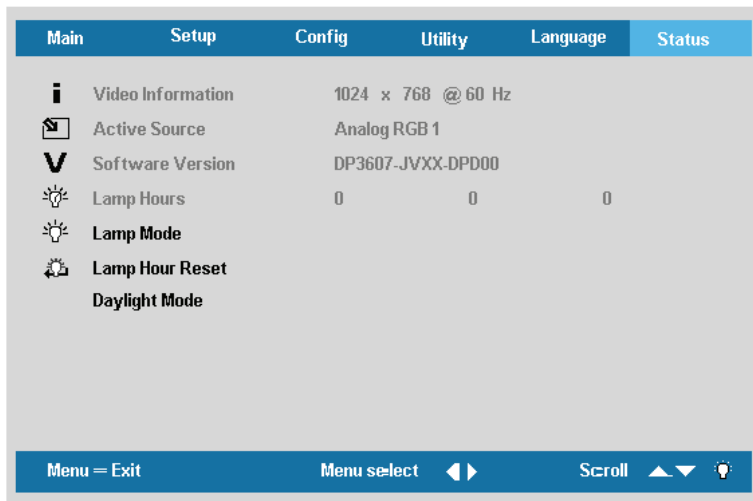 Main Setup Config Utility Language Status
i Video Information 1024 x 768 @ 60 Hz
Active Source Analog RGB 1
V Software Version DP3607-JVXX-DPD00
Lamp Hours 0 0 0
Lamp Mode
Lamp Hour Reset
Daylight Mode
Menu = Exit Menu select Scroll